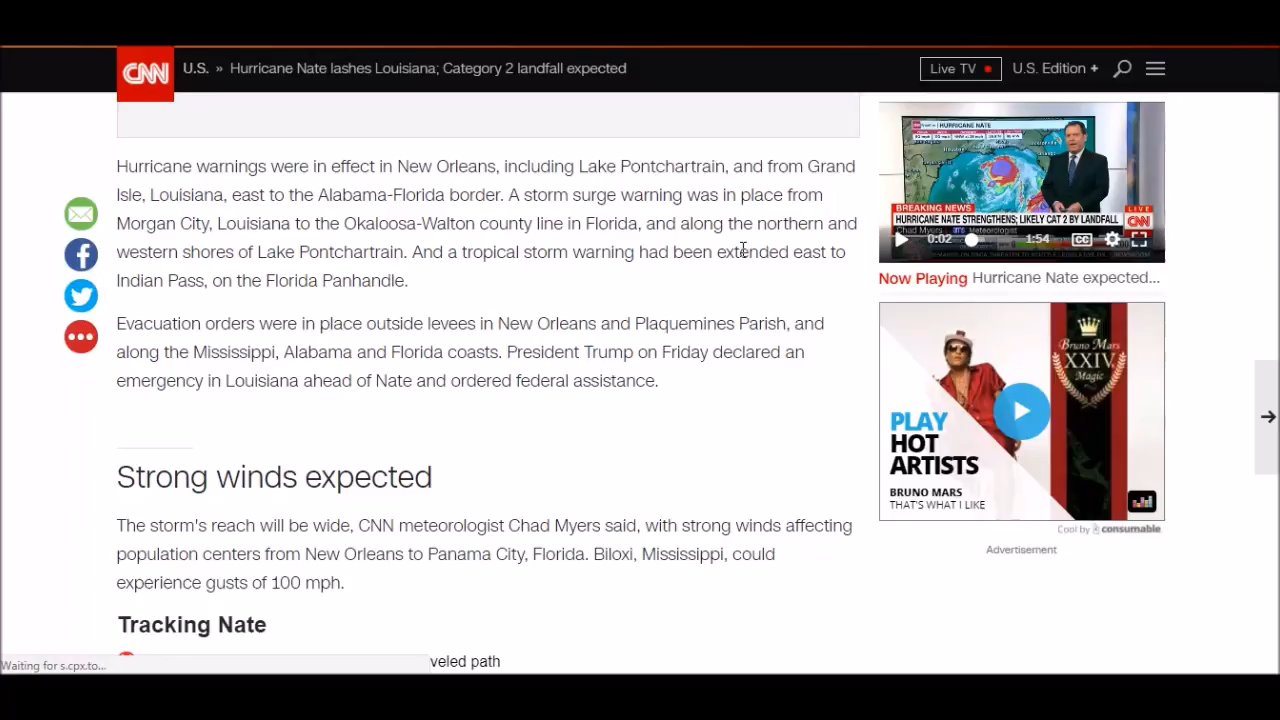 CNN
U.S. » Hurricane Nate lashes Louisiana; Category 2 landfall expected
Live TV
U.S. Edition +
Hurricane warnings were in effect in New Orleans, including Lake Pontchartrain, and from Grand
Isle, Louisiana, east to the Alabama-Florida border. A storm surge warning was in place from
Morgan City, Louisiana to the Okaloosa-Walton county line in Florida, and along the northern and
western shores of Lake Pontchartrain. And a tropical storm warning had been extended east to
Indian Pass, on the Florida Panhandle.
Evacuation orders were in place outside levees in New Orleans and Plaquemines Parish, and
along the Mississippi, Alabama and Florida coasts. President Trump on Friday declared an
emergency in Louisiana ahead of Nate and ordered federal assistance.
Strong winds expected
The storm's reach will be wide, CNN meteorologist Chad Myers said, with strong winds affecting
population centers from New Orleans to Panama City, Florida. Biloxi, Mississippi, could
experience gusts of 100 mph.
Tracking Nate
veled path
Waiting for s.cpx.to...
HURRICANE NATE
BREAKING NEWS
LIVE
HURRICANE NATE STRENGTHENS; LIKELY CAT 2 BY LANDFALL
CNN
Chad Myers Meteorologist
0:02
1:54
CC
Now Playing Hurricane Nate expected...
Bruno Mars
XXIV
Magic
PLAY
HOT
ARTISTS
BRUNO MARS
THAT'S WHAT I LIKE
Cool by consumable
Advertisement